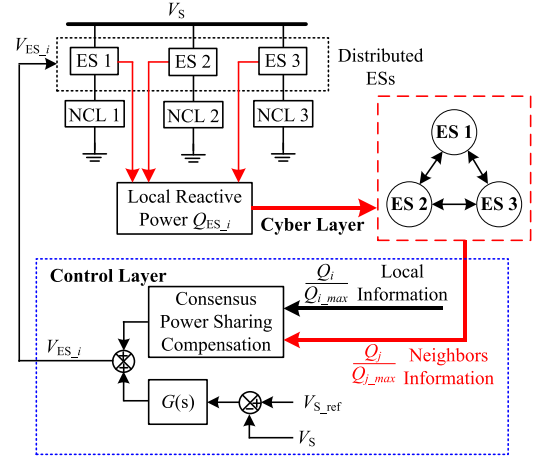 V_S
V_ES_i
ES 1
ES 2
ES 3
Distributed
ESs
NCL 1
NCL 2
NCL 3
ES 1
ES 2
ES 3
Local Reactive
Power Q_ES_i
Cyber Layer
Control Layer
Q_i
Q_i_max
Local
Information
Consensus
Power Sharing
Compensation
Q_j
Q_j_max
Neighbors
Information
V_ES_i
G(s)
V_S_ref
V_S